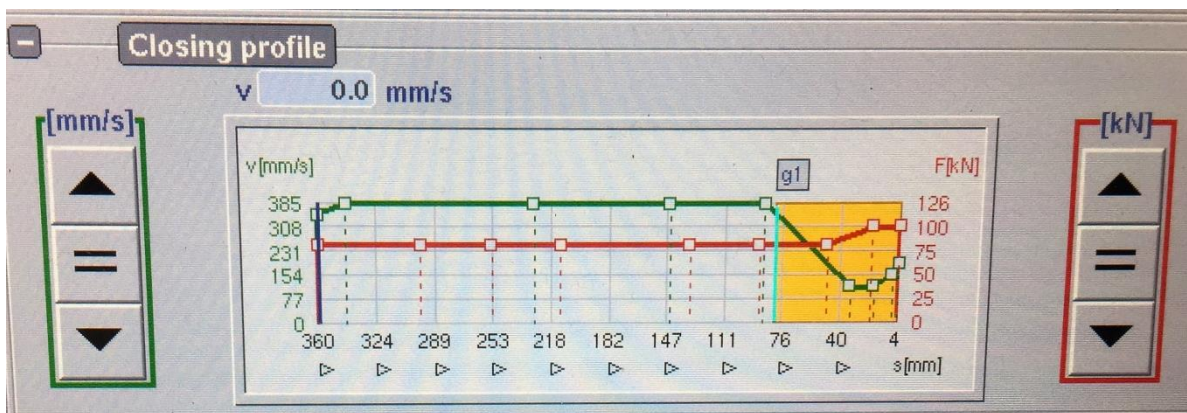 Closing profile
v 0.0 mm/s
[mm/s]
[kN]
v[mm/s]
g1
F[kN]
385
308
231
154
77
0
126
100
75
50
25
0
360 324 289 253 218 182 147 111 76 40 4
s[mm]